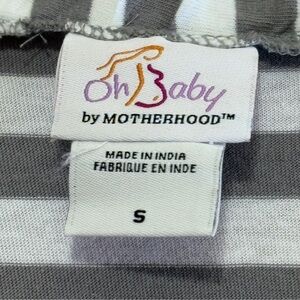 Oh Baby
by MOTHERHOOD™
MADE IN INDIA
FABRIQUE EN INDE
S